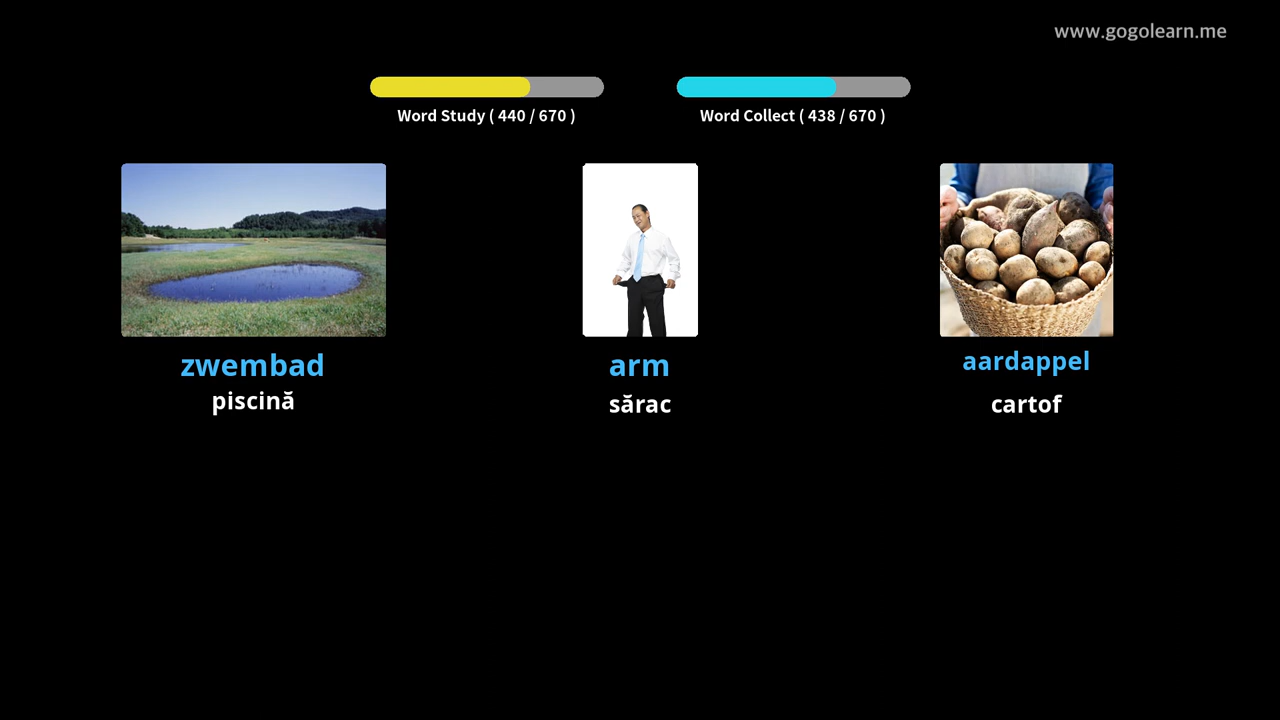 www.gogolearn.me
Word Study ( 440 / 670 )
Word Collect ( 438 / 670 )
zwembad
piscină
arm
sărac
aardappel
cartof